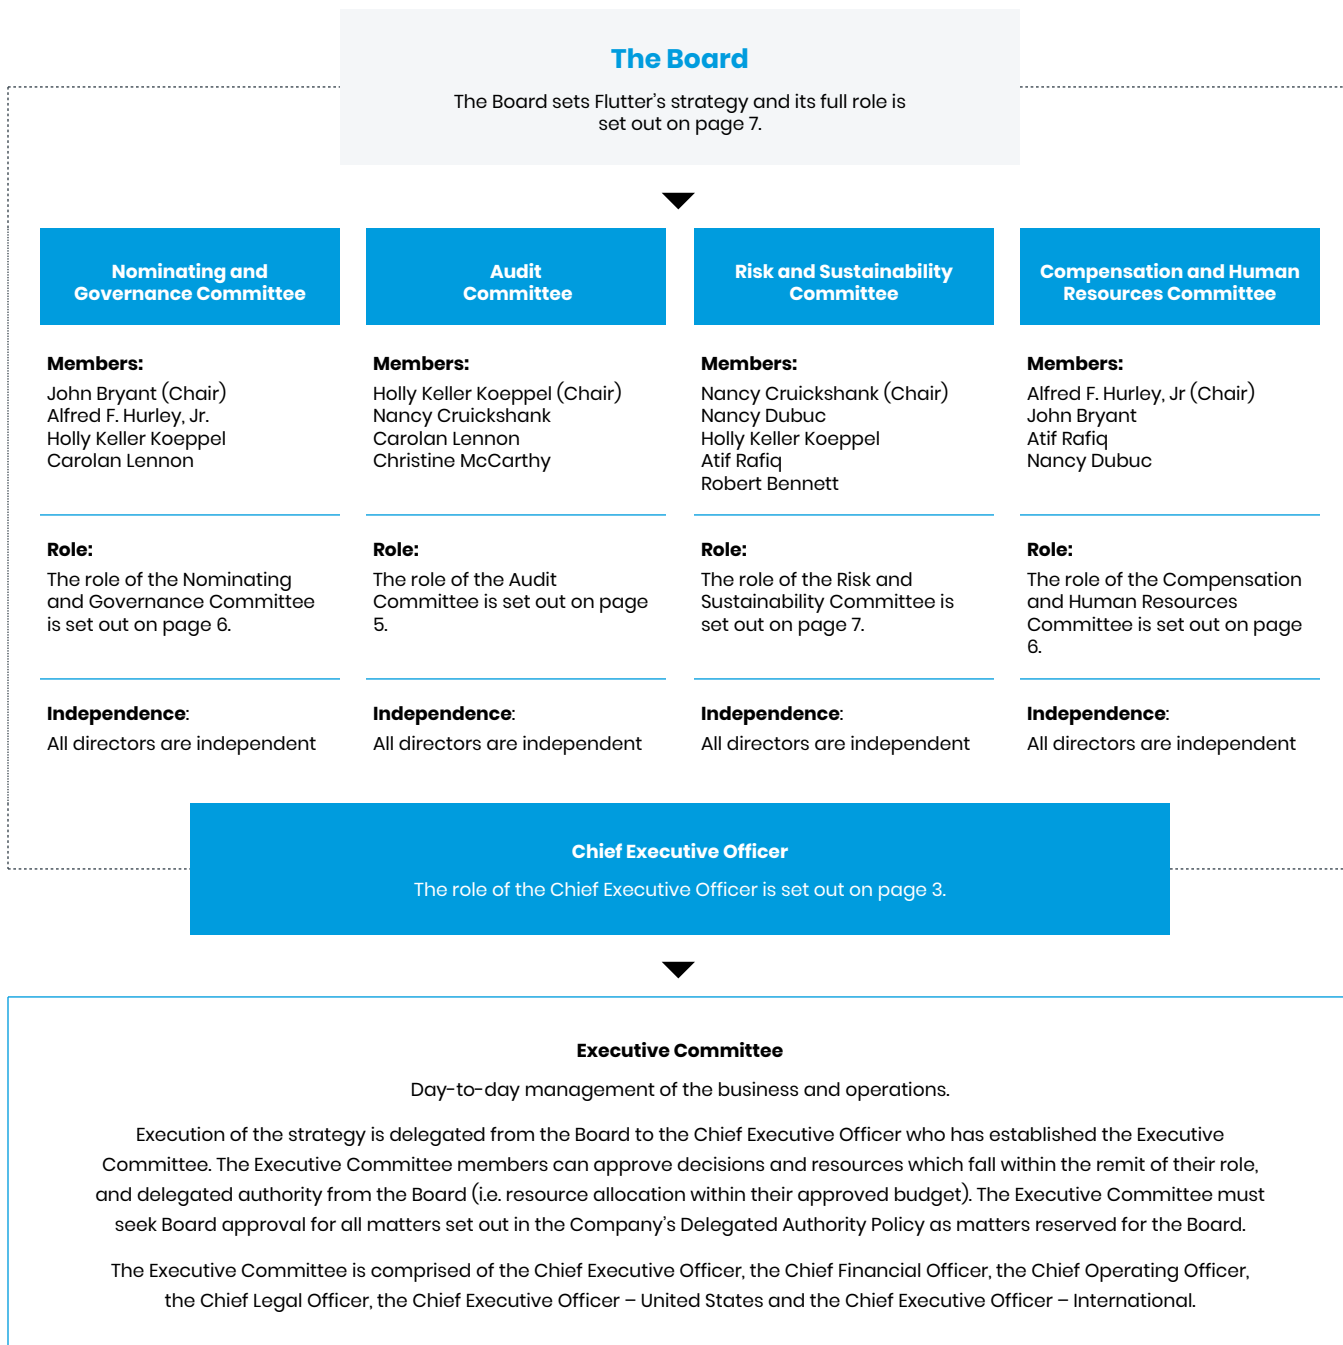 The Board
The Board sets Flutter's strategy and its full role is
set out on page 7.
Nominating and
Governance Committee
Members:
John Bryant (Chair)
Alfred F. Hurley, Jr.
Holly Keller Koeppel
Carolan Lennon
Role:
The role of the Nominating
and Governance Committee
is set out on page 6.
Independence:
All directors are independent
Audit
Committee
Members:
Holly Keller Koeppel (Chair)
Nancy Cruickshank
Carolan Lennon
Christine McCarthy
Role:
The role of the Audit
Committee is set out on page
5.
Independence:
All directors are independent
Risk and Sustainability
Committee
Members:
Nancy Cruickshank (Chair)
Nancy Dubuc
Holly Keller Koeppel
Atif Rafiq
Robert Bennett
Role:
The role of the Risk and
Sustainability Committee is
set out on page 7.
Independence:
All directors are independent
Compensation and Human
Resources Committee
Members:
Alfred F. Hurley, Jr (Chair)
John Bryant
Atif Rafiq
Nancy Dubuc
Role:
The role of the Compensation
and Human Resources
Committee is set out on page
6.
Independence:
All directors are independent
Chief Executive Officer
The role of the Chief Executive Officer is set out on page 3.
Executive Committee
Day-to-day management of the business and operations.
Execution of the strategy is delegated from the Board to the Chief Executive Officer who has established the Executive
Committee. The Executive Committee members can approve decisions and resources which fall within the remit of their role,
and delegated authority from the Board (i.e. resource allocation within their approved budget). The Executive Committee must
seek Board approval for all matters set out in the Company's Delegated Authority Policy as matters reserved for the Board.
The Executive Committee is comprised of the Chief Executive Officer, the Chief Financial Officer, the Chief Operating Officer,
the Chief Legal Officer, the Chief Executive Officer – United States and the Chief Executive Officer – International.